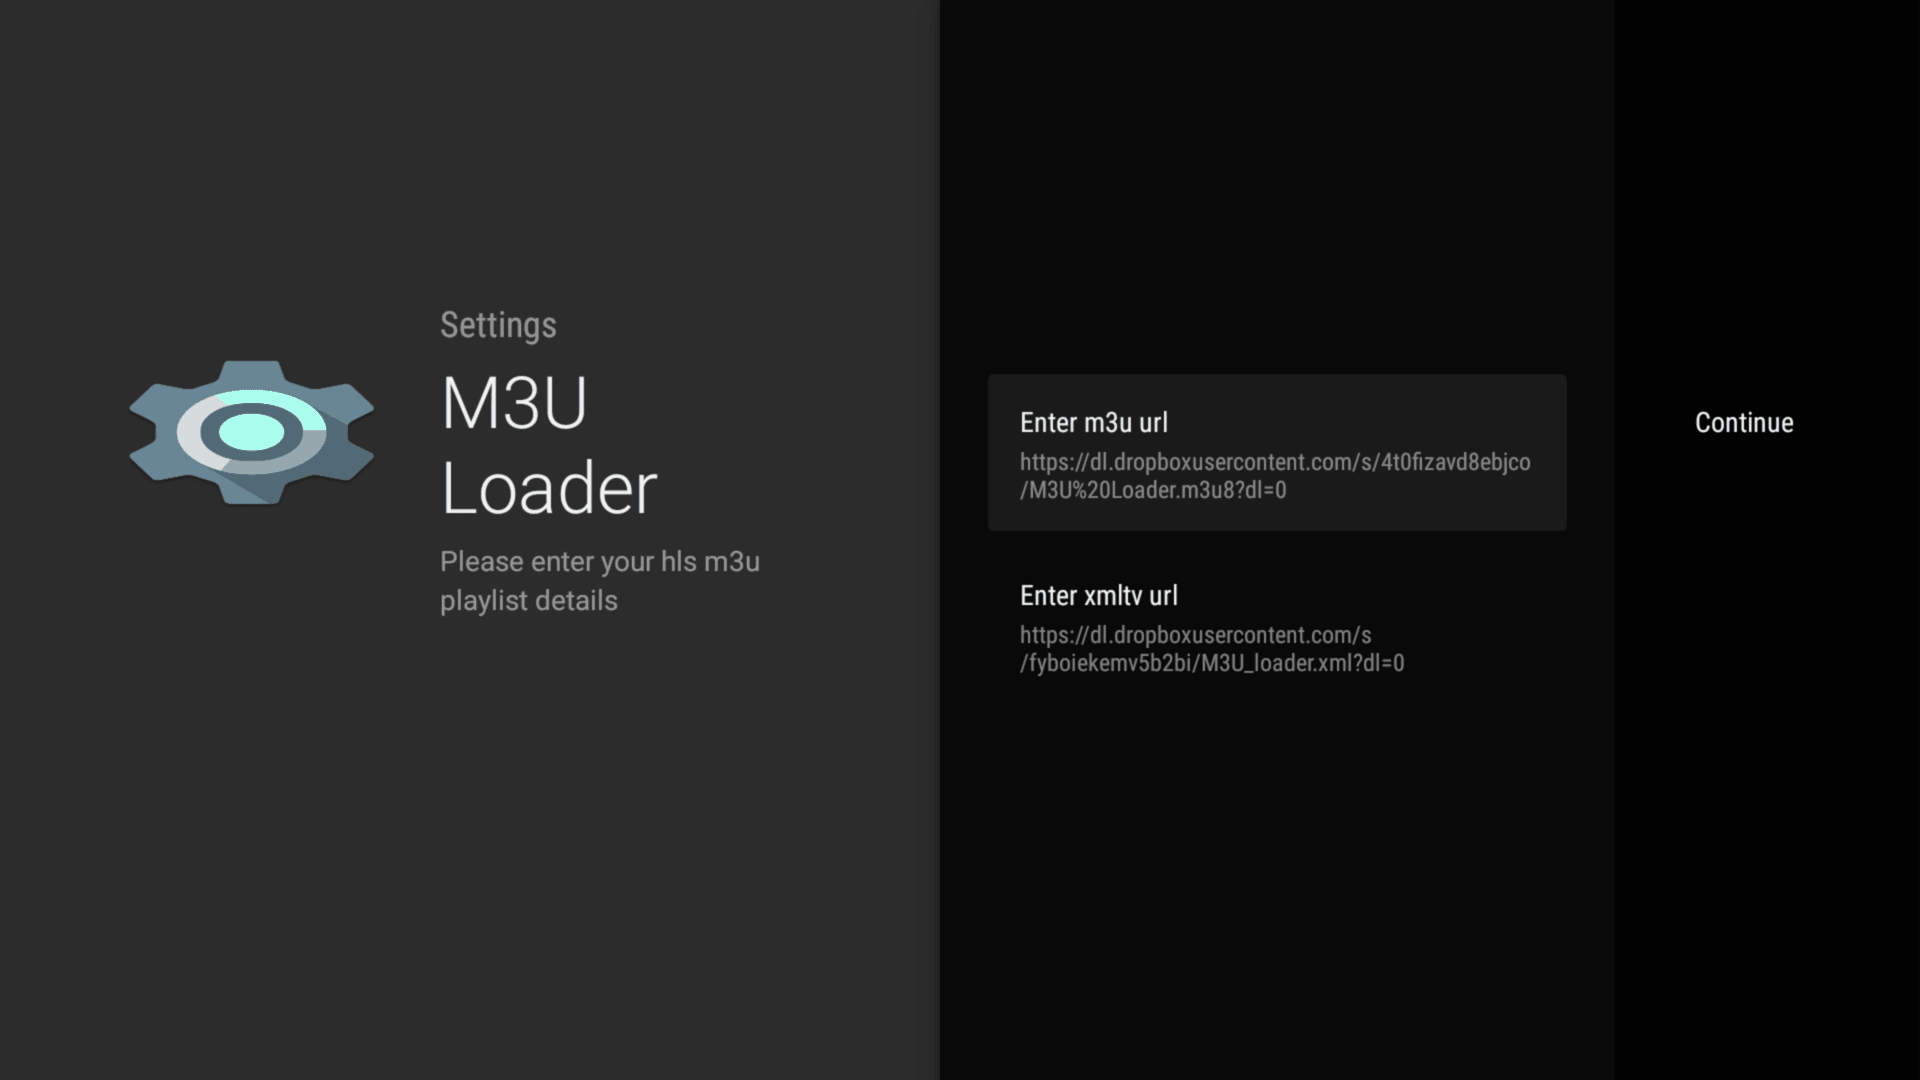 Settings
M3U
Loader
Please enter your hls m3u
playlist details
Enter m3u url
https://dl.dropboxusercontent.com/s/4t0fizavd8ebjco
/M3U%20Loader.m3u8?dl=0
Enter xmltv url
https://dl.dropboxusercontent.com/s
/fyboiekemv5b2bi/M3U_loader.xml?dl=0
Continue